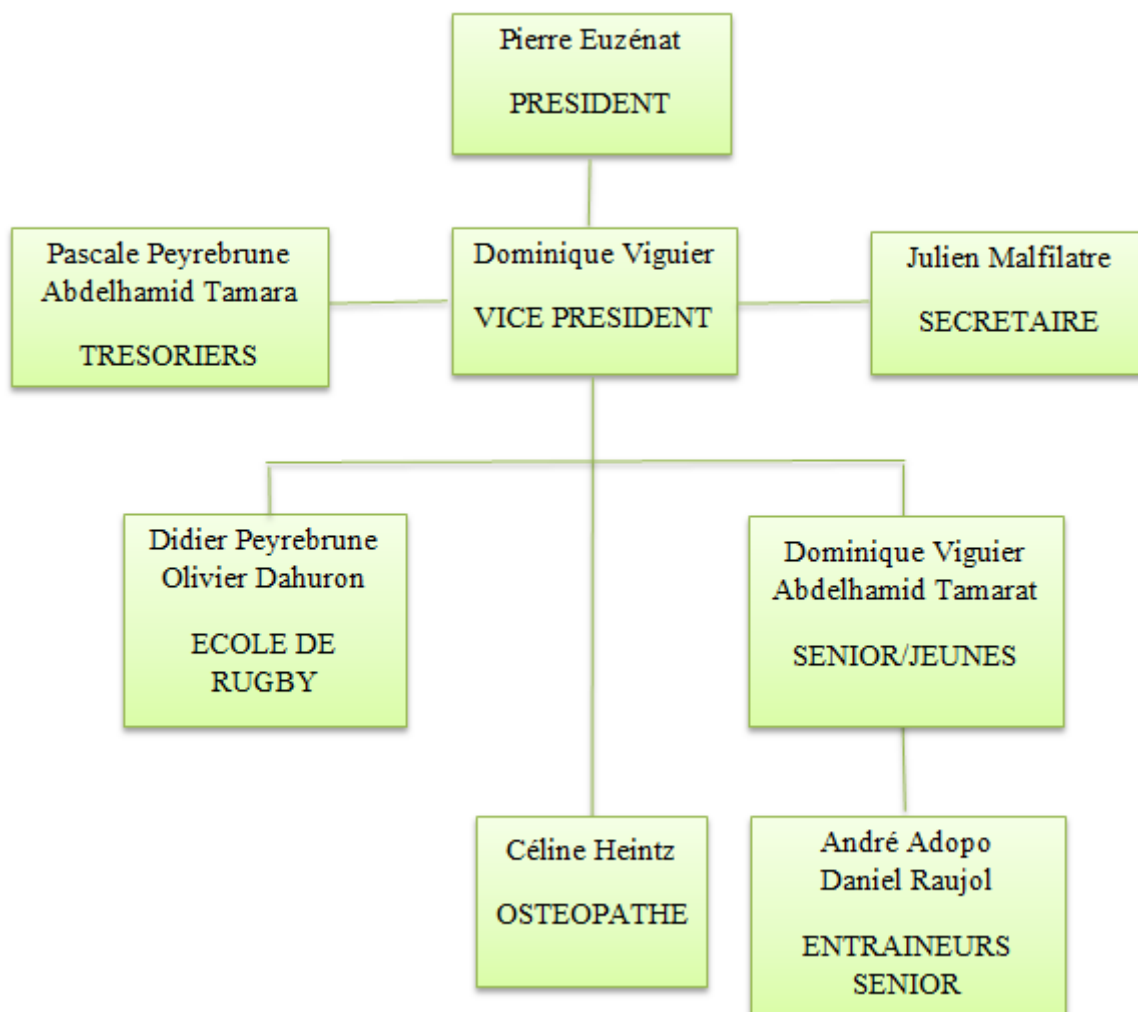 Pierre Euzénat
PRESIDENT
Pascale Peyrebrune
Abdelhamid Tamara
TRESORIERS
Dominique Viguier
VICE PRESIDENT
Julien Malfilatre
SECRETAIRE
Didier Peyrebrune
Olivier Dahuron
ECOLE DE
RUGBY
Dominique Viguier
Abdelhamid Tamarat
SENIOR/JEUNES
Céline Heintz
OSTEOPATHE
André Adopo
Daniel Raujol
ENTRAINEURS
SENIOR